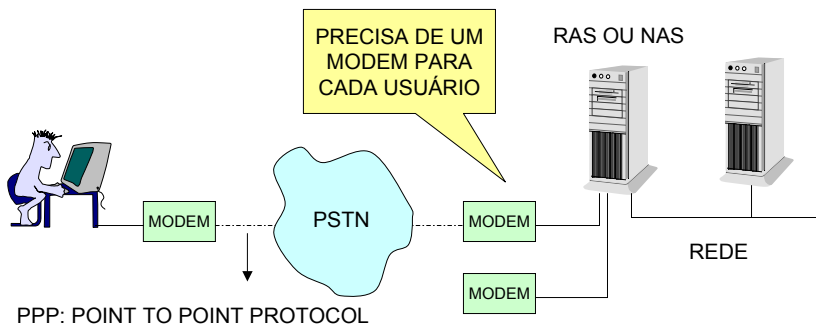 PRECISA DE UM
MODEM PARA
CADA USUÁRIO
RAS OU NAS
MODEM
PSTN
MODEM
REDE
MODEM
PPP: POINT TO POINT PROTOCOL